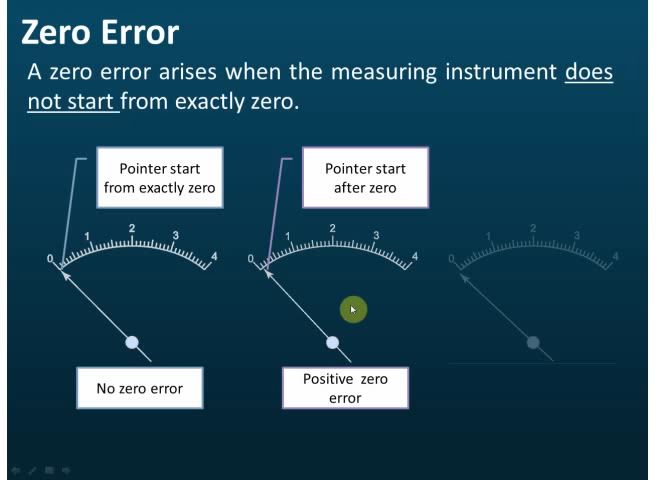 Zero Error
A zero error arises when the measuring instrument does
not start from exactly zero.
Pointer start
from exactly zero
Pointer start
after zero
0 1 2 3 4
0 1 2 3 4
0 1 2 3 4
No zero error
Positive zero
error